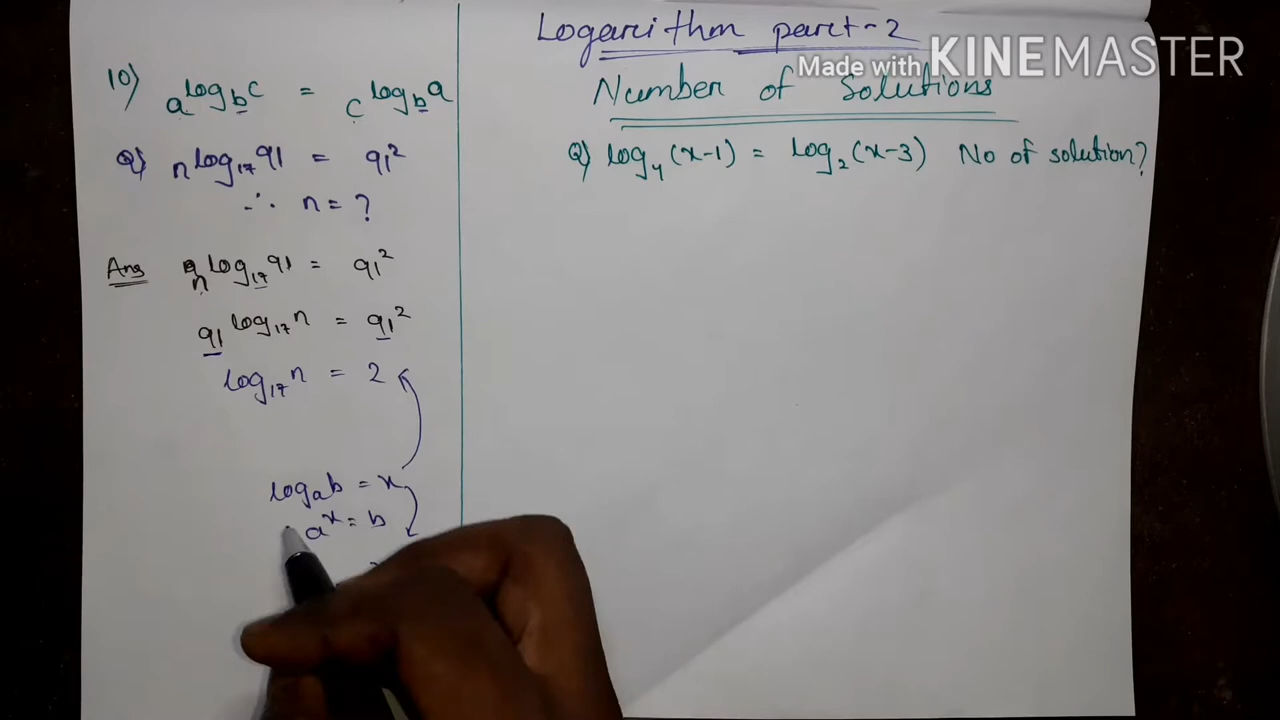 10) a^log_b c = c^log_b a
Q) n^log_17 91 = 91²
∴ n = ?
Ans n^log_17 91 = 91²
91^log_17 n = 91²
log_17 n = 2
log_a b = x
a^x = b
Logarithm part-2
Made with KINEMASTER
Number of Solutions
Q) log_4 (x-1) = log_2 (x-3) No of solution?